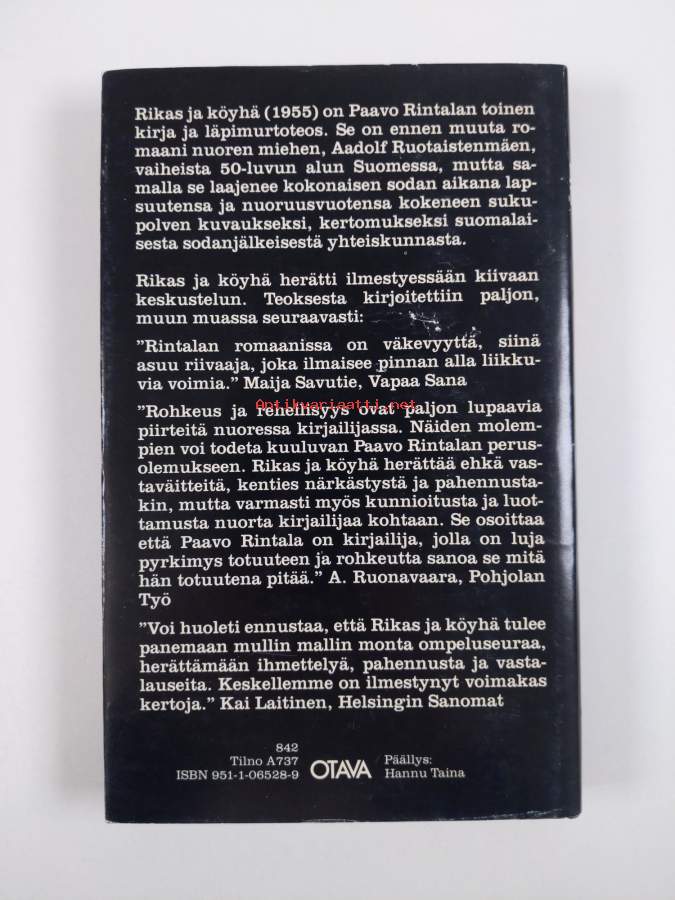 Rikas ja köyhä (1955) on Paavo Rintalan toinen
kirja ja läpimurtoteos. Se on ennen muuta ro-
maani nuoren miehen, Aadolf Ruotaistenmäen,
vaiheista 50-luvun alun Suomessa, mutta sa-
malla se laajenee kokonaisen sodan aikana lap-
suutensa ja nuoruusvuotensa kokeneen suku-
polven kuvaukseksi, kertomukseksi suomalai-
sesta sodanjälkeisestä yhteiskunnasta.
Rikas ja köyhä herätti ilmestyessään kiivaan
keskustelun. Teoksesta kirjoitettiin paljon,
muun muassa seuraavasti:
”Rintalan romaanissa on väkevyyttä, siinä
asuu riivaaja, joka ilmaisee pinnan alla liikku-
via voimia.” Maija Savutie, Vapaa Sana
Antikvariaatti.net
”Rohkeus ja rehellisyys ovat paljon lupaavia
piirteitä nuoressa kirjailijassa. Näiden molem-
pien voi todeta kuuluvan Paavo Rintalan perus-
olemukseen. Rikas ja köyhä herättää ehkä vas-
taväitteitä, kenties närkästystä ja pahennusta-
kin, mutta varmasti myös kunnioitusta ja luot-
tamusta nuorta kirjailijaa kohtaan. Se osoittaa
että Paavo Rintala on kirjailija, jolla on luja
pyrkimys totuuteen ja rohkeutta sanoa se mitä
hän totuutena pitää.” A. Ruonavaara, Pohjolan
Työ
”Voi huoleti ennustaa, että Rikas ja köyhä tulee
panemaan mullin mallin monta ompeluseuraa,
herättämään ihmettelyä, pahennusta ja vasta-
lauseita. Keskellemme on ilmestynyt voimakas
kertoja.” Kai Laitinen, Helsingin Sanomat
842
Tilno A737
ISBN 951-1-06528-9
OTAVA
Päällys:
Hannu Taina